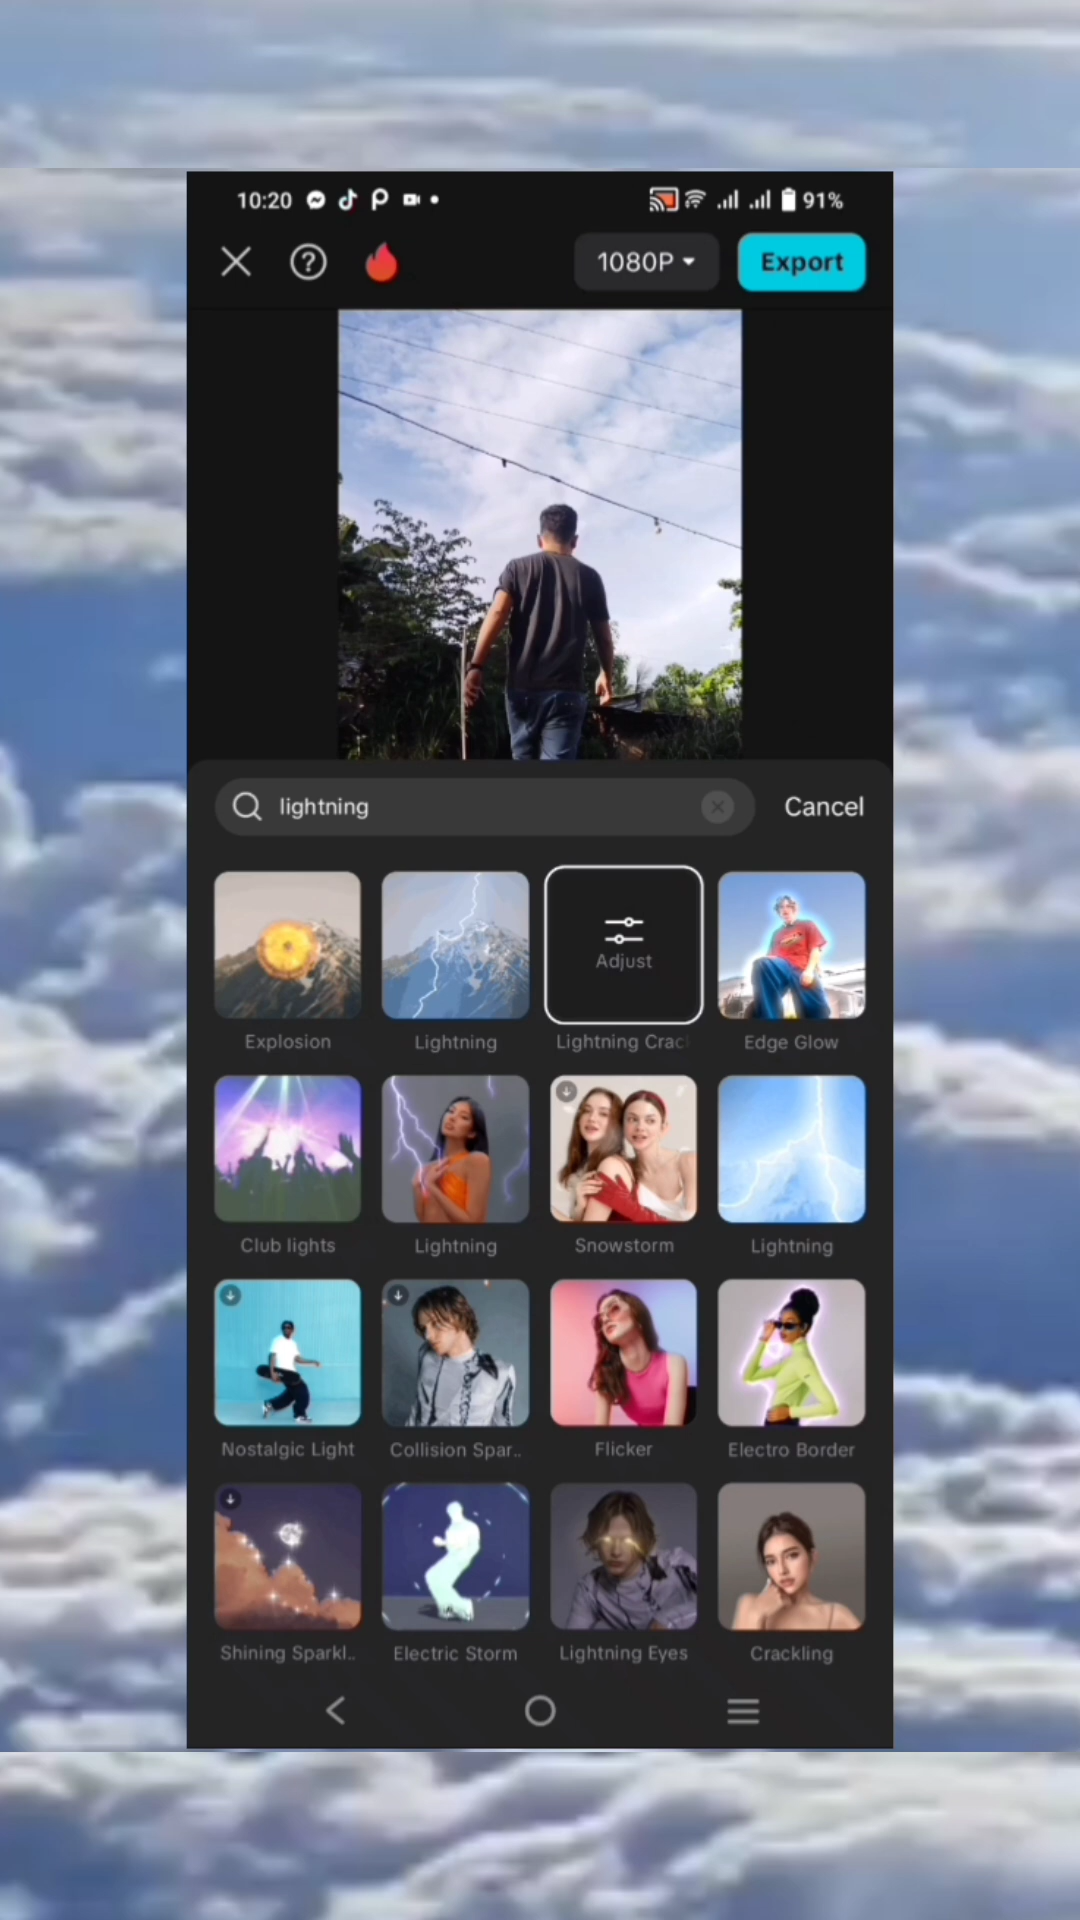 10:20
91%
1080P
Export
lightning
Cancel
Adjust
Explosion
Lightning
Lightning Crac
Edge Glow
Club lights
Lightning
Snowstorm
Lightning
Nostalgic Light
Collision Spar..
Flicker
Electro Border
Shining Sparkl..
Electric Storm
Lightning Eyes
Crackling